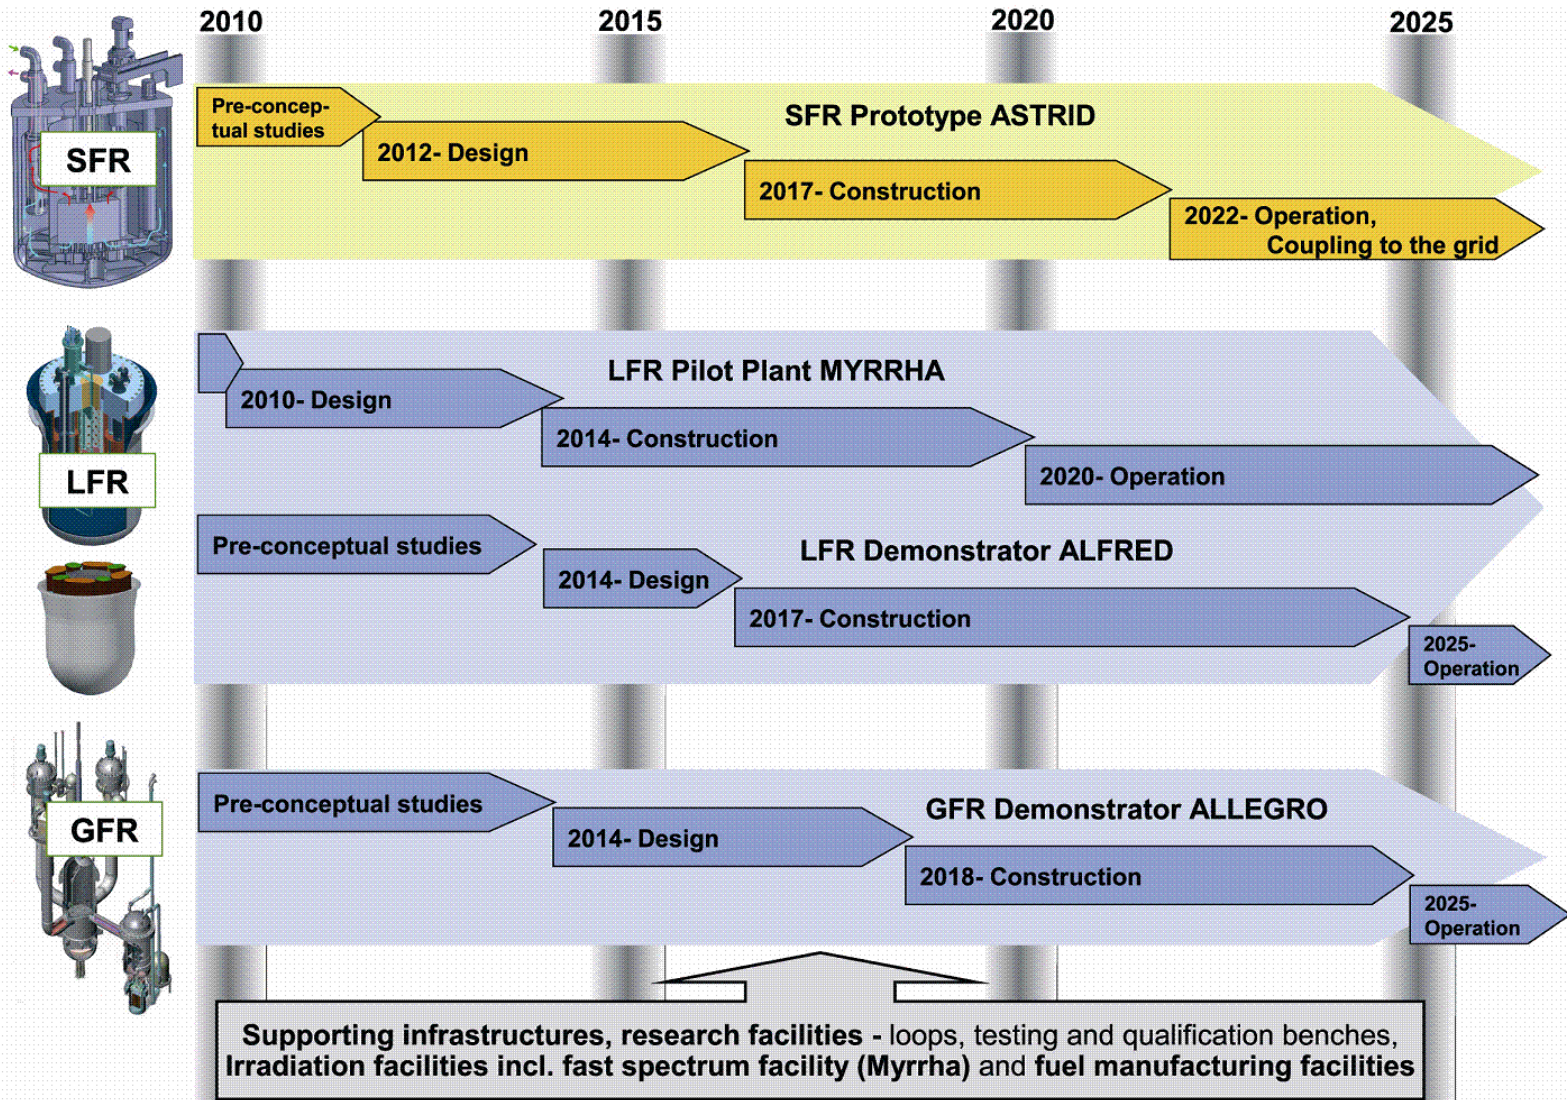 2010 2015 2020 2025
SFR
SFR Prototype ASTRID
Pre-concep-
tual studies
2012- Design
2017- Construction
2022- Operation,
Coupling to the grid
LFR
LFR Pilot Plant MYRRHA
2010- Design
2014- Construction
2020- Operation
LFR Demonstrator ALFRED
Pre-conceptual studies
2014- Design
2017- Construction
2025-
Operation
GFR
GFR Demonstrator ALLEGRO
Pre-conceptual studies
2014- Design
2018- Construction
2025-
Operation
Supporting infrastructures, research facilities - loops, testing and qualification benches,
Irradiation facilities incl. fast spectrum facility (Myrrha) and fuel manufacturing facilities